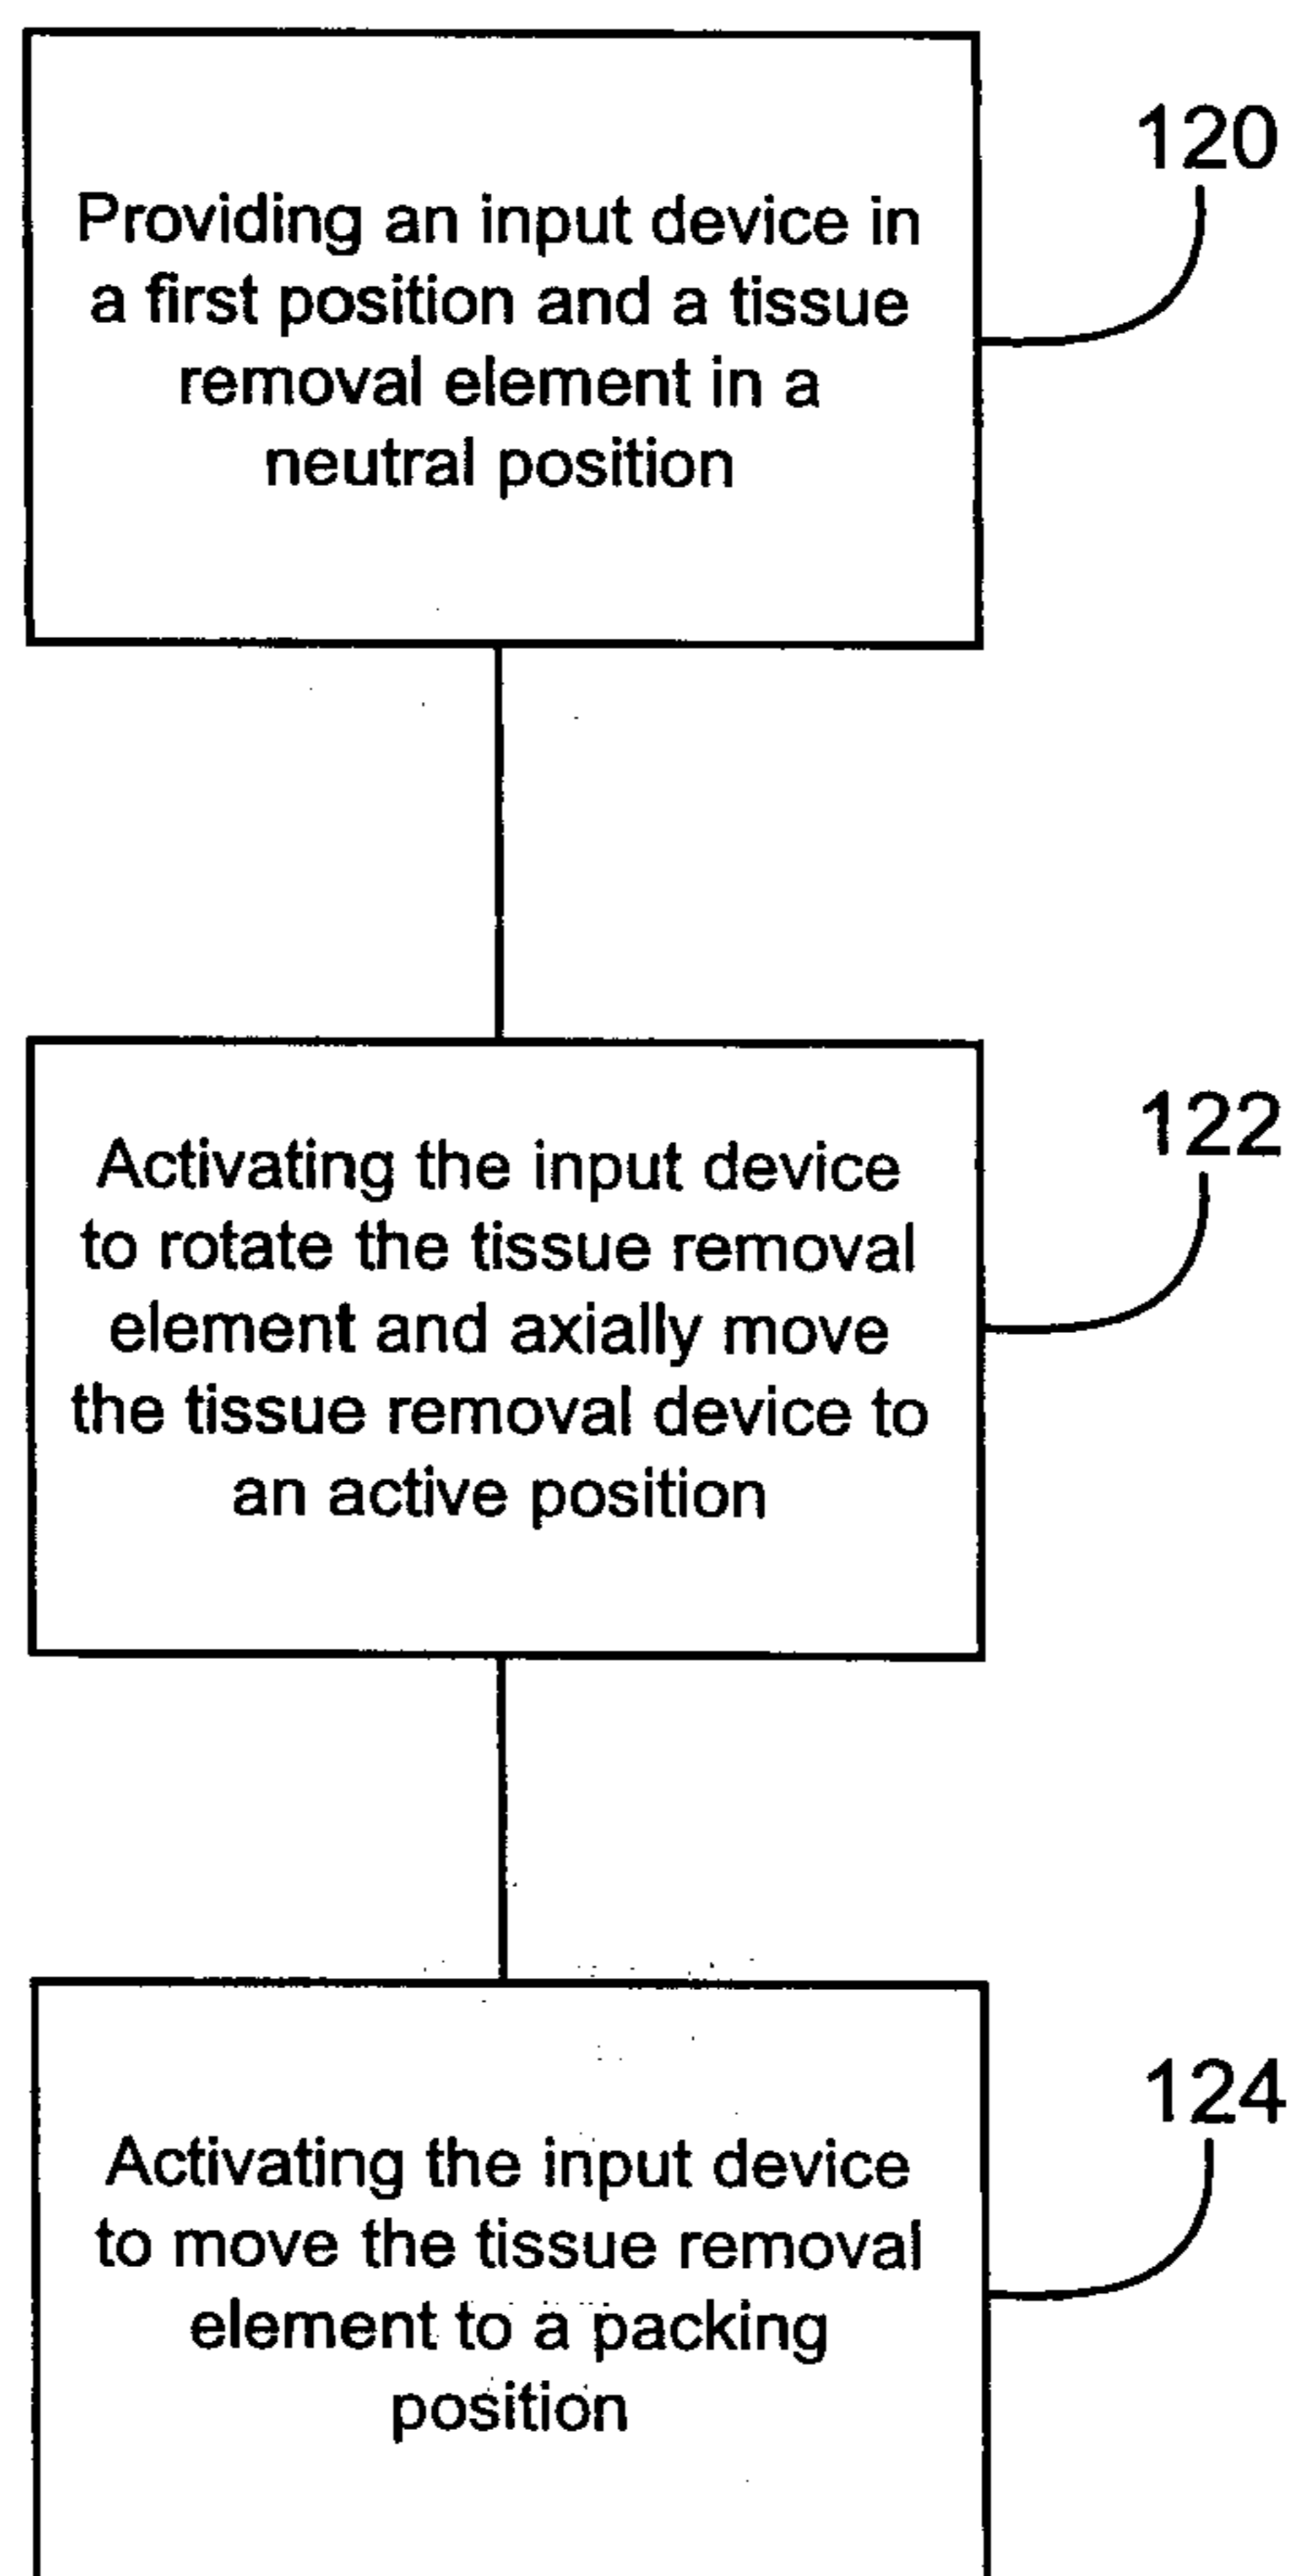 Providing an input device in
a first position and a tissue
removal element in a
neutral position
120
Activating the input device
to rotate the tissue removal
element and axially move
the tissue removal device to
an active position
122
Activating the input device
to move the tissue removal
element to a packing
position
124